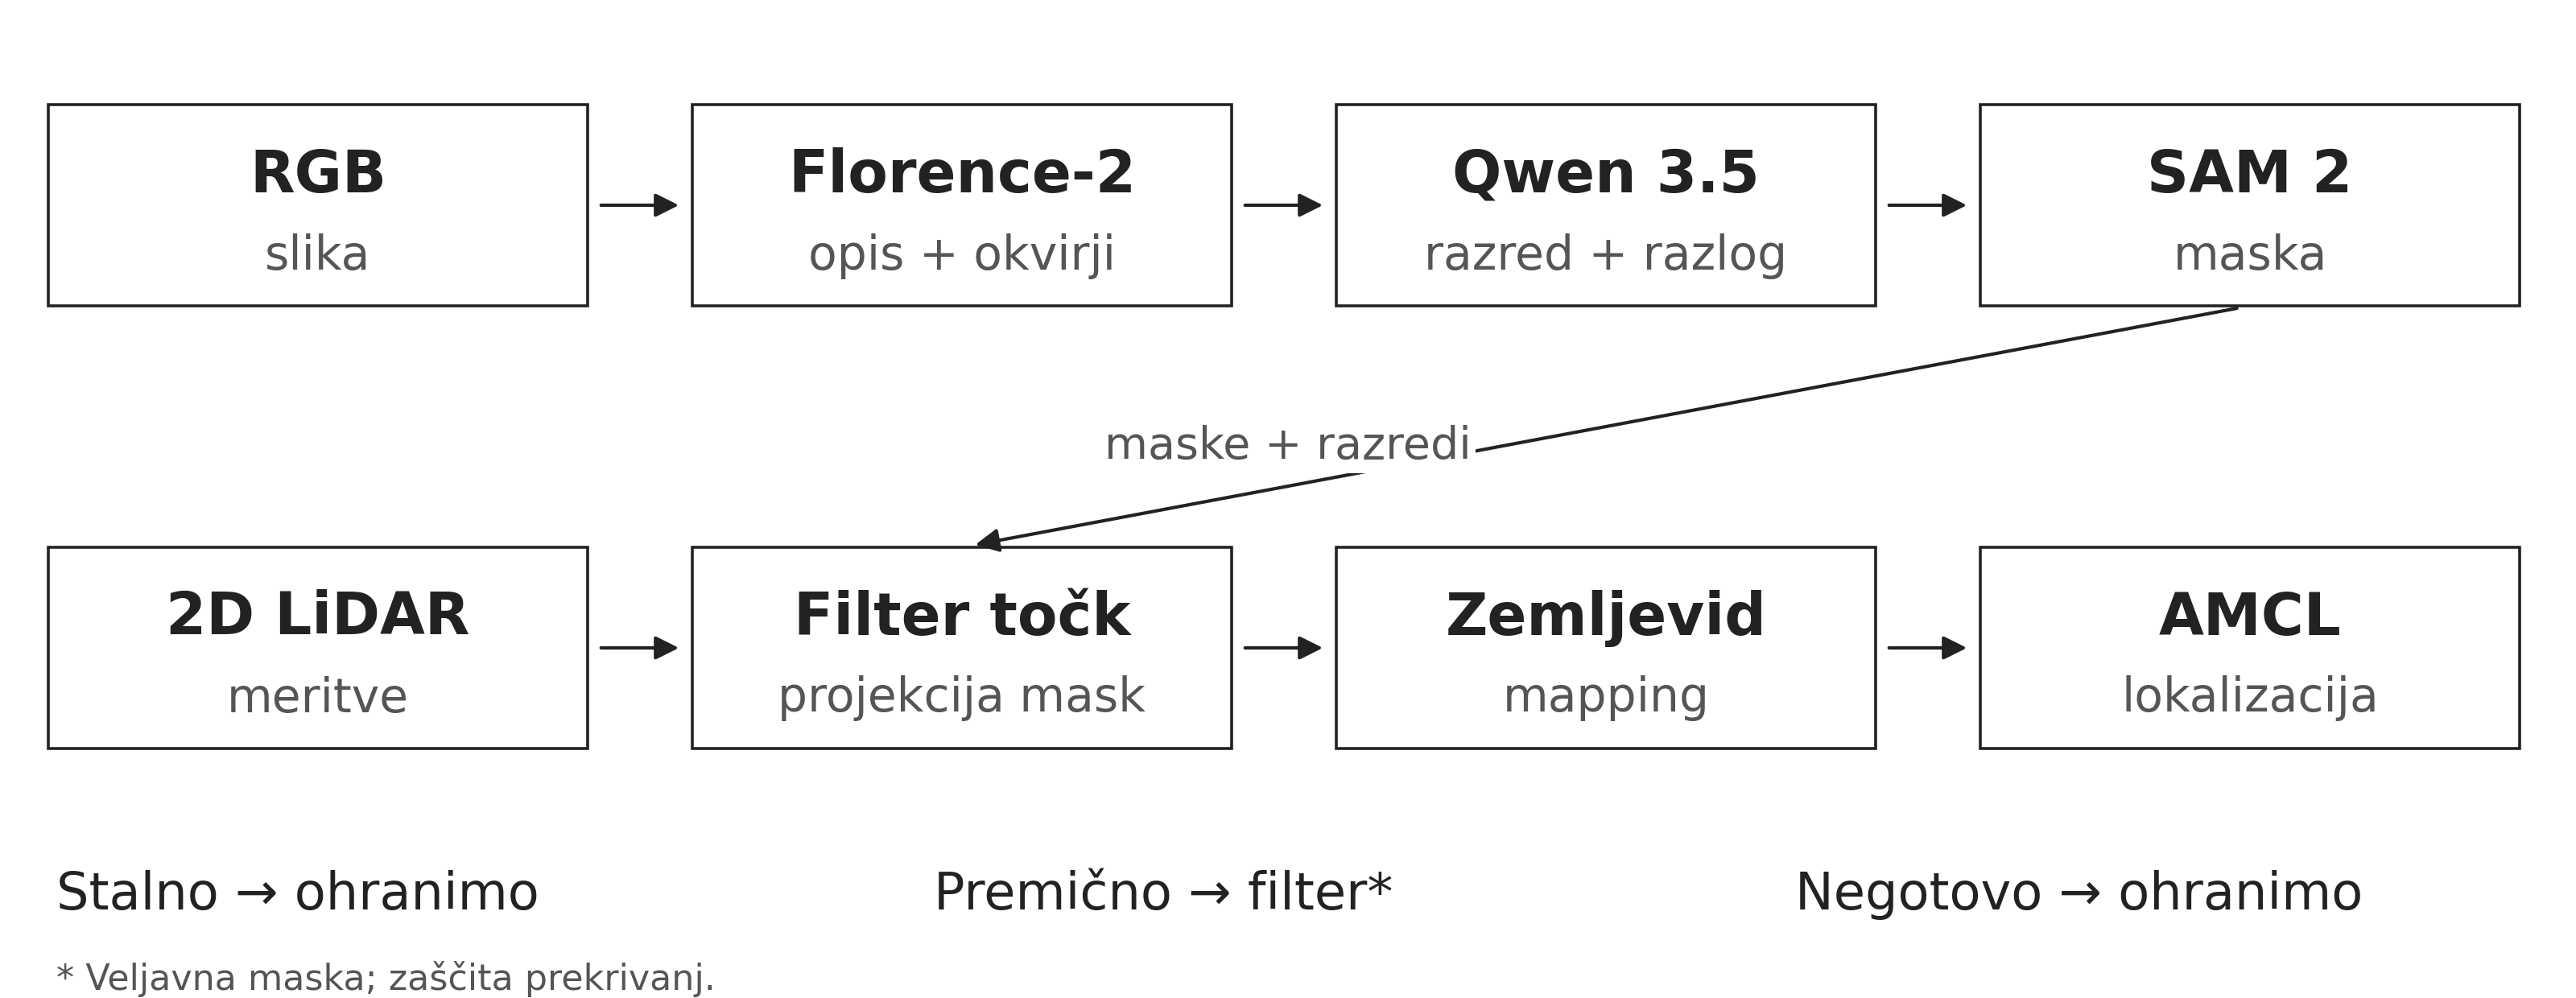 RGB
slika
Florence-2
opis + okvirji
Qwen 3.5
razred + razlog
SAM 2
maska
maske + razredi
2D LiDAR
meritve
Filter točk
projekcija mask
Zemljevid
mapping
AMCL
lokalizacija
Stalno → ohranimo
Premično → filter*
Negotovo → ohranimo
* Veljavna maska; zaščita prekrivanj.